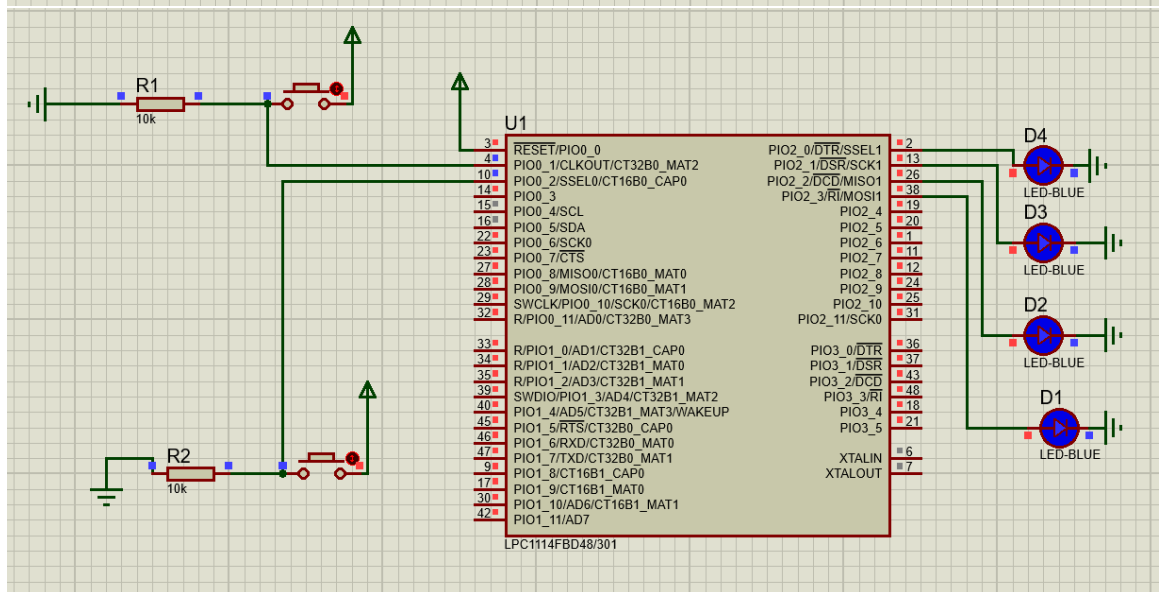 R1
10k
U1
3 RESET/PIO0_0
4 PIO0_1/CLKOUT/CT32B0_MAT2
10 PIO0_2/SSEL0/CT16B0_CAP0
14 PIO0_3
15 PIO0_4/SCL
16 PIO0_5/SDA
22 PIO0_6/SCK0
23 PIO0_7/CTS
27 PIO0_8/MISO0/CT16B0_MAT0
28 PIO0_9/MOSI0/CT16B0_MAT1
29 SWCLK/PIO0_10/SCK0/CT16B0_MAT2
32 R/PIO0_11/AD0/CT32B0_MAT3
33 R/PIO1_0/AD1/CT32B1_CAP0
34 R/PIO1_1/AD2/CT32B1_MAT0
35 R/PIO1_2/AD3/CT32B1_MAT1
39 SWDIO/PIO1_3/AD4/CT32B1_MAT2
40 PIO1_4/AD5/CT32B1_MAT3/WAKEUP
45 PIO1_5/RTS/CT32B0_CAP0
46 PIO1_6/RXD/CT32B0_MAT0
47 PIO1_7/TXD/CT32B0_MAT1
9 PIO1_8/CT16B1_CAP0
17 PIO1_9/CT16B1_MAT0
30 PIO1_10/AD6/CT16B1_MAT1
42 PIO1_11/AD7
PIO2_0/DTR/SSEL1 2
PIO2_1/DSR/SCK1 13
PIO2_2/DCD/MISO1 26
PIO2_3/RI/MOSI1 38
PIO2_4 19
PIO2_5 20
PIO2_6 1
PIO2_7 11
PIO2_8 12
PIO2_9 24
PIO2_10 25
PIO2_11/SCK0 31
PIO3_0/DTR 36
PIO3_1/DSR 37
PIO3_2/DCD 43
PIO3_3/RI 48
PIO3_4 18
PIO3_5 21
XTALIN 6
XTALOUT 7
LPC1114FBD48/301
D4
LED-BLUE
D3
LED-BLUE
D2
LED-BLUE
D1
LED-BLUE
R2
10k